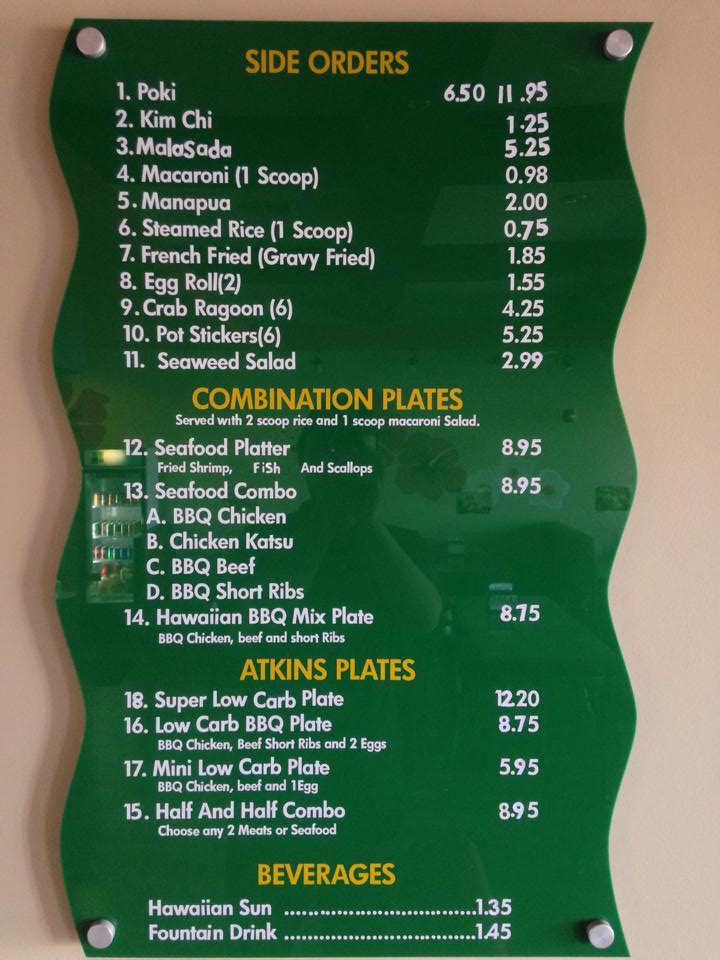 SIDE ORDERS
1. Poki 6.50 11.95
2. Kim Chi 1.25
3. MalaSada 5.25
4. Macaroni (1 Scoop) 0.98
5. Manapua 2.00
6. Steamed Rice (1 Scoop) 0.75
7. French Fried (Gravy Fried) 1.85
8. Egg Roll(2) 1.55
9. Crab Ragoon (6) 4.25
10. Pot Stickers(6) 5.25
11. Seaweed Salad 2.99
COMBINATION PLATES
Served with 2 scoop rice and 1 scoop macaroni Salad.
12. Seafood Platter 8.95
Fried Shrimp, FiSh And Scallops
13. Seafood Combo 8.95
A. BBQ Chicken
B. Chicken Katsu
C. BBQ Beef
D. BBQ Short Ribs
14. Hawaiian BBQ Mix Plate 8.75
BBQ Chicken, beef and short Ribs
ATKINS PLATES
18. Super Low Carb Plate 12.20
16. Low Carb BBQ Plate 8.75
BBQ Chicken, Beef Short Ribs and 2 Eggs
17. Mini Low Carb Plate 5.95
BBQ Chicken, beef and 1Egg
15. Half And Half Combo 8.95
Choose any 2 Meats or Seafood
BEVERAGES
Hawaiian Sun ................................1.35
Fountain Drink ................................1.45